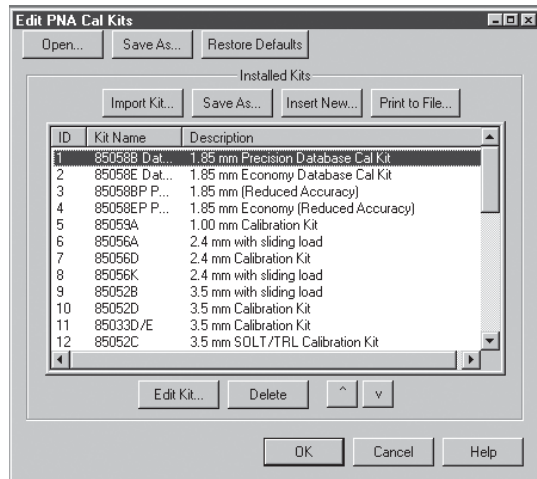 Edit PNA Cal Kits
Open... Save As... Restore Defaults
Installed Kits
Import Kit... Save As... Insert New... Print to File...
ID Kit Name Description
1 85058B Dat... 1.85 mm Precision Database Cal Kit
2 85058E Dat... 1.85 mm Economy Database Cal Kit
3 85058BP P... 1.85 mm (Reduced Accuracy)
4 85058EP P... 1.85 mm Economy (Reduced Accuracy)
5 85059A 1.00 mm Calibration Kit
6 85056A 2.4 mm with sliding load
7 85056D 2.4 mm Calibration Kit
8 85056K 2.4 mm with sliding load
9 85052B 3.5 mm with sliding load
10 85052D 3.5 mm Calibration Kit
11 85033D/E 3.5 mm Calibration Kit
12 85052C 3.5 mm SOLT/TRL Calibration Kit
Edit Kit... Delete ^ v
OK Cancel Help